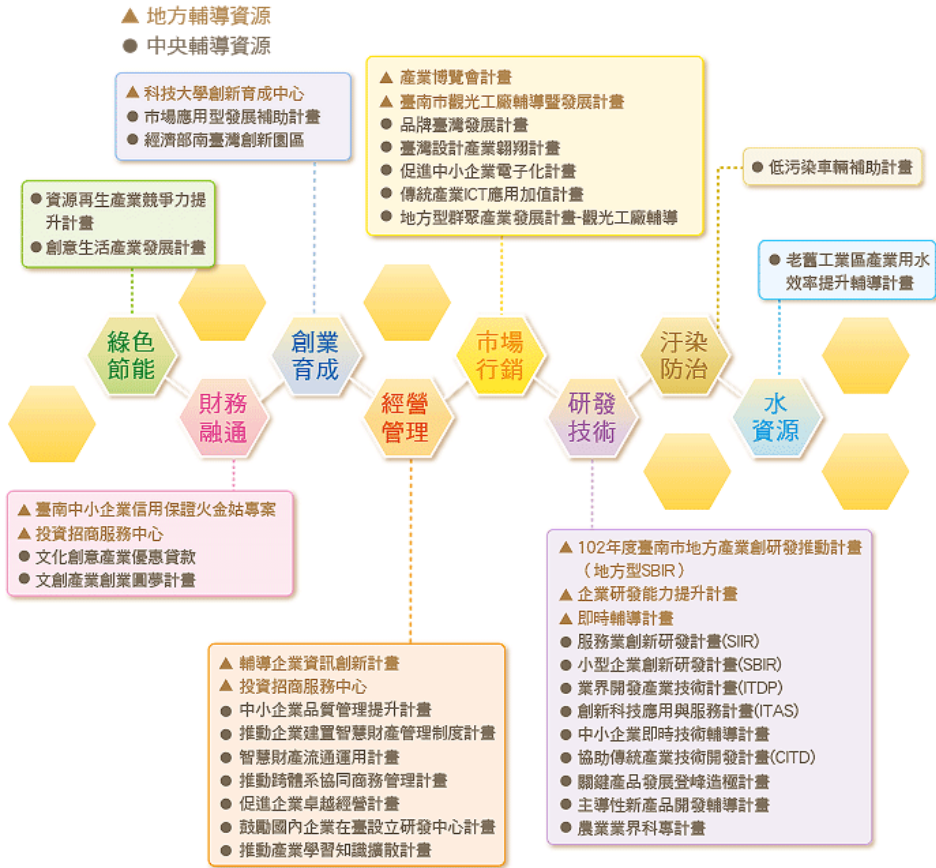 ▲ 地方輔導資源
● 中央輔導資源
▲ 科技大學創新育成中心
● 市場應用型發展補助計畫
● 經濟部南臺灣創新園區
▲ 產業博覽會計畫
▲ 臺南市觀光工廠輔導暨發展計畫
● 品牌臺灣發展計畫
● 臺灣設計產業翱翔計畫
● 促進中小企業電子化計畫
● 傳統產業ICT應用加值計畫
● 地方型群聚產業發展計畫-觀光工廠輔導
● 低污染車輛補助計畫
● 資源再生產業競爭力提
升計畫
● 創意生活產業發展計畫
● 老舊工業區產業用水
效率提升輔導計畫
綠色
節能
財務
融通
創業
育成
經營
管理
市場
行銷
研發
技術
汙染
防治
水
資源
▲ 臺南中小企業信用保證火金姑專案
▲ 投資招商服務中心
● 文化創意產業優惠貸款
● 文創產業創業圓夢計畫
▲ 輔導企業資訊創新計畫
▲ 投資招商服務中心
● 中小企業品質管理提升計畫
● 推動企業建置智慧財產管理制度計畫
● 智慧財產流通運用計畫
● 推動跨體系協同商務管理計畫
● 促進企業卓越經營計畫
● 鼓勵國內企業在臺設立研發中心計畫
● 推動產業學習知識擴散計畫
▲ 102年度臺南市地方產業創研發推動計畫
（地方型SBIR）
▲ 企業研發能力提升計畫
▲ 即時輔導計畫
● 服務業創新研發計畫(SIIR)
● 小型企業創新研發計畫(SBIR)
● 業界開發產業技術計畫(ITDP)
● 創新科技應用與服務計畫(ITAS)
● 中小企業即時技術輔導計畫
● 協助傳統產業技術開發計畫(CITD)
● 關鍵產品發展登峰造極計畫
● 主導性新產品開發輔導計畫
● 農業業界科專計畫